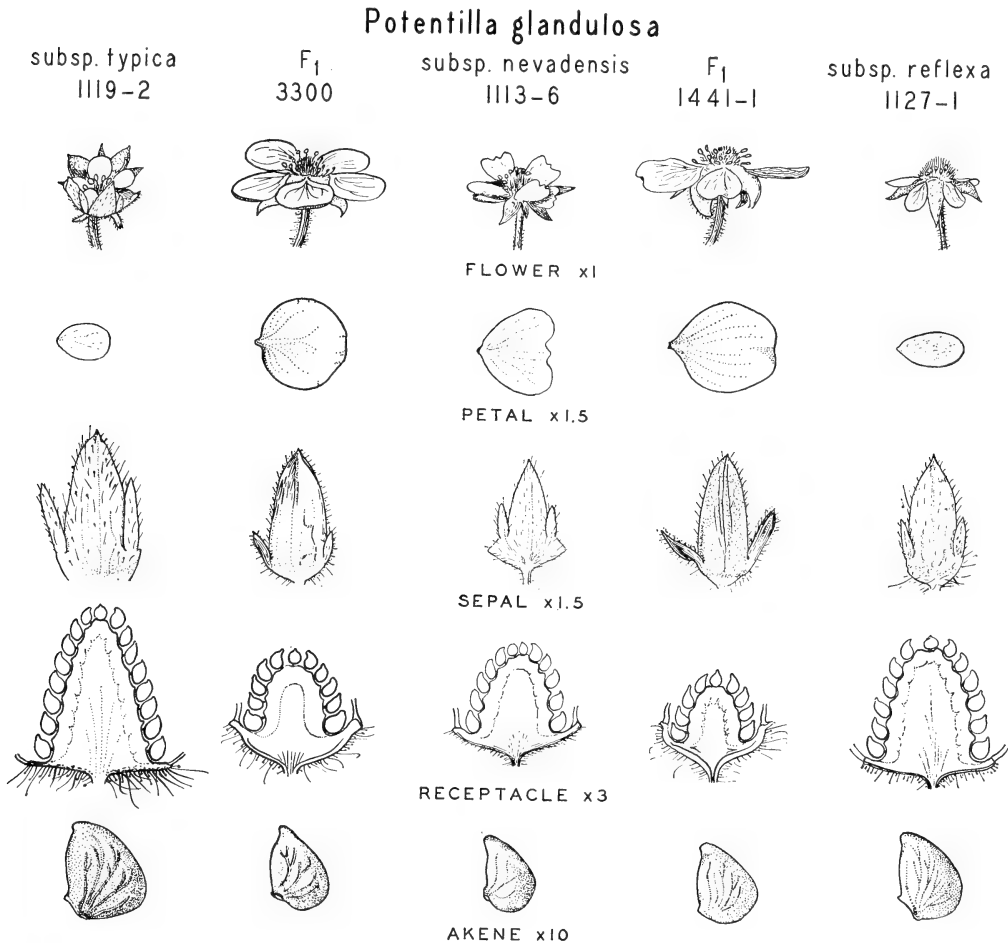 Potentilla glandulosa
subsp. typica
1119-2
F1
3300
subsp. nevadensis
1113-6
F1
1441-1
subsp. reflexa
1127-1
FLOWER x1
PETAL x1.5
SEPAL x1.5
RECEPTACLE x3
AKENE x10